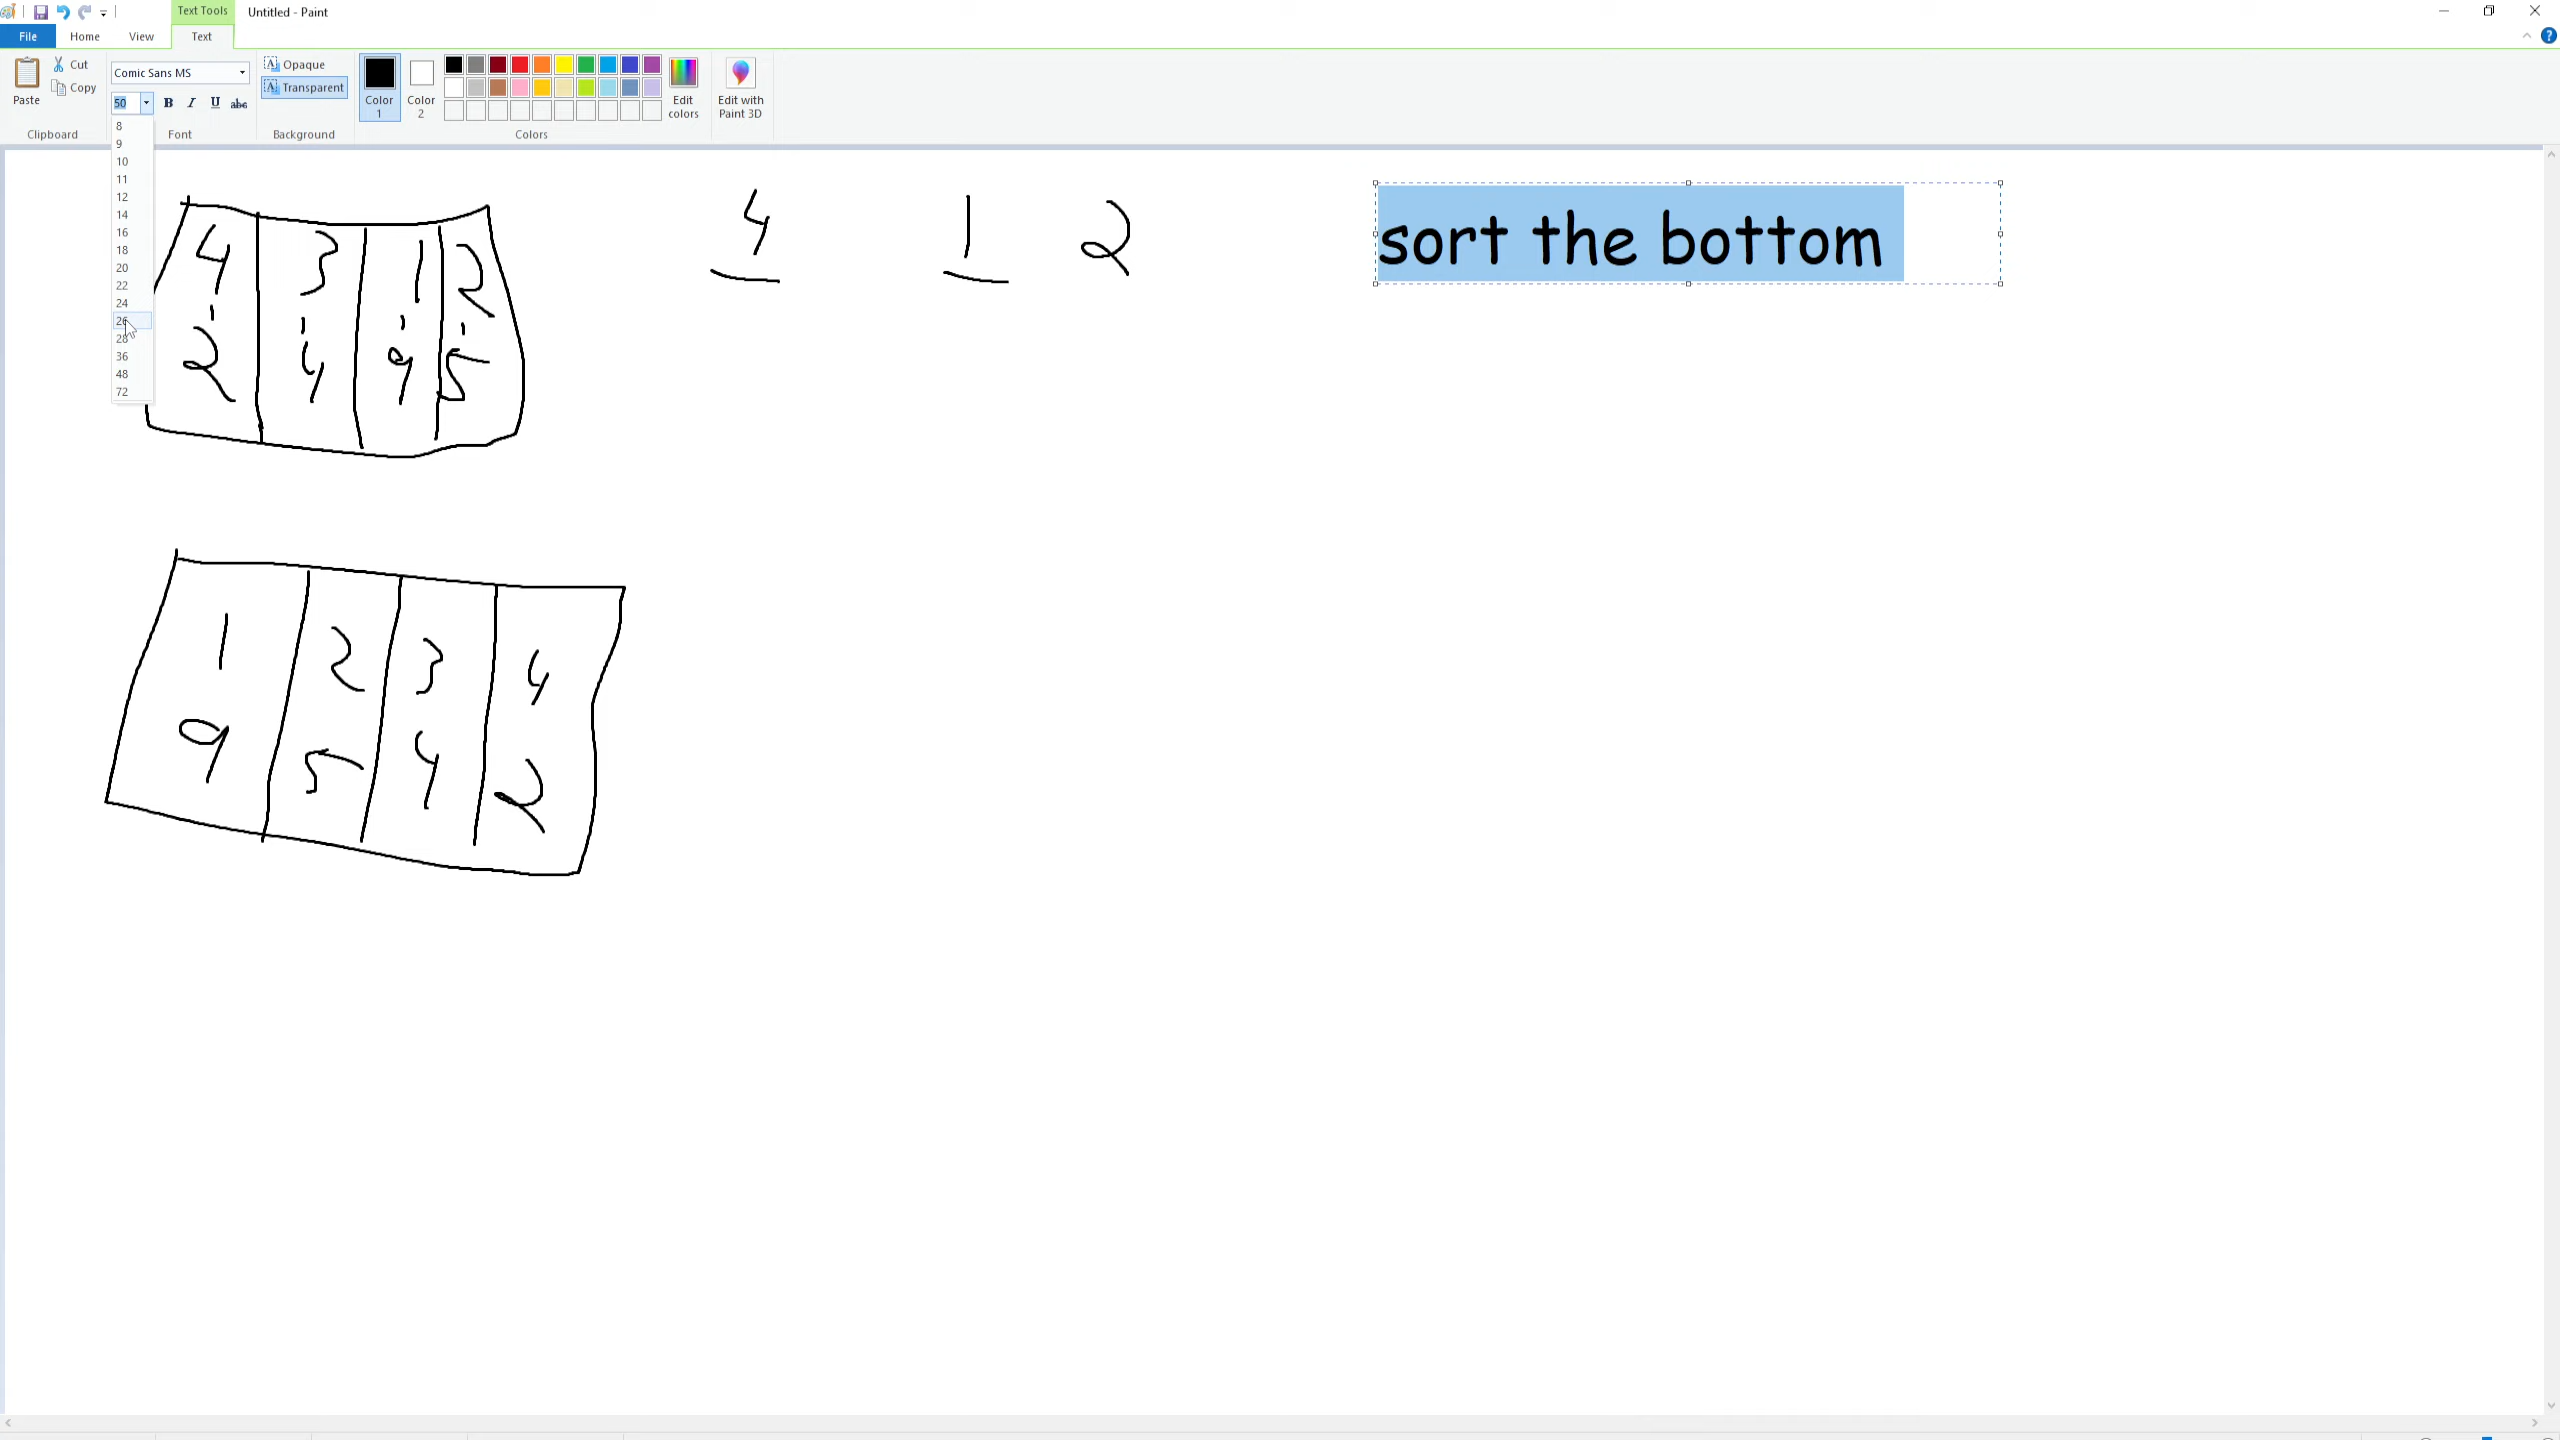 Text Tools
Untitled - Paint
File
Home
View
Text
Paste
Cut
Copy
Clipboard
Comic Sans MS
50
B I U abc
Font
Opaque
Transparent
Background
Color 1
Color 2
Edit colors
Colors
Edit with Paint 3D
8
9
10
11
12
14
16
18
20
22
24
26
28
36
48
72
4 3 1 2
2 4 9 5
4 1 2
sort the bottom
1 2 3 4
9 5 4 2